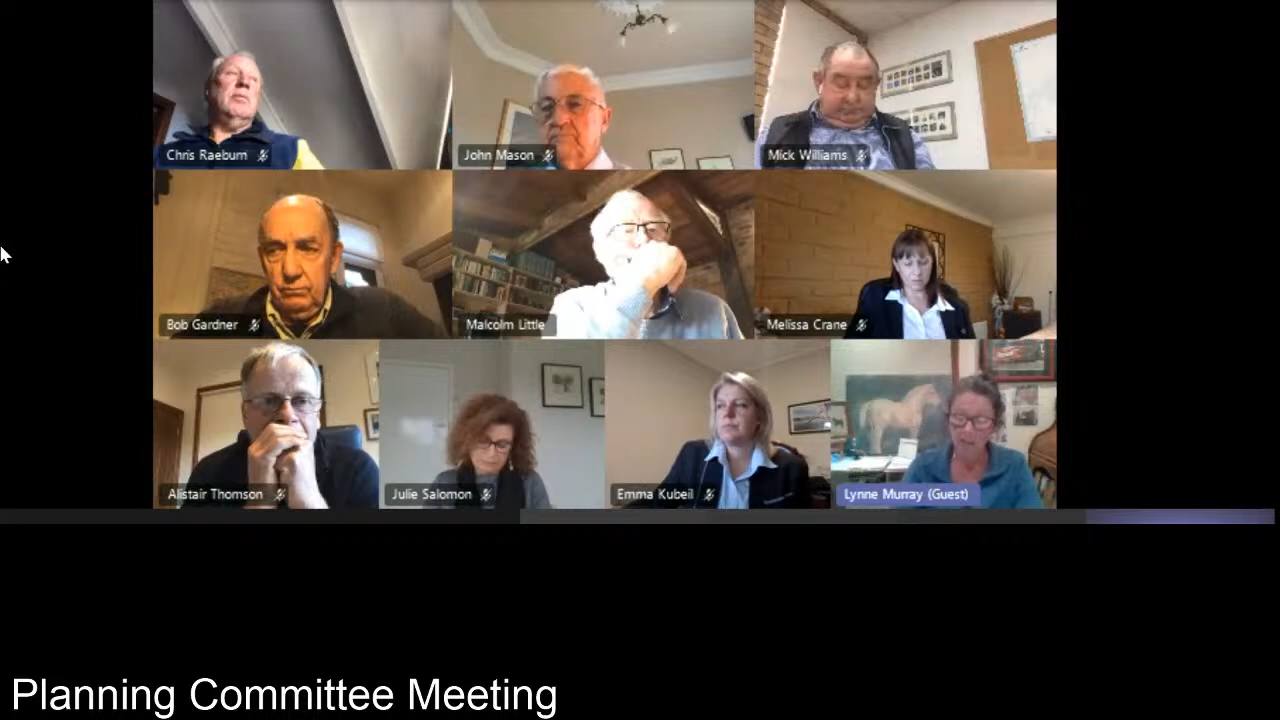 Chris Raeburn
John Mason
Mick Williams
Bob Gardner
Malcolm Little
Melissa Crane
Alistair Thomson
Julie Salomon
Emma Kubeil
Lynne Murray (Guest)
Planning Committee Meeting